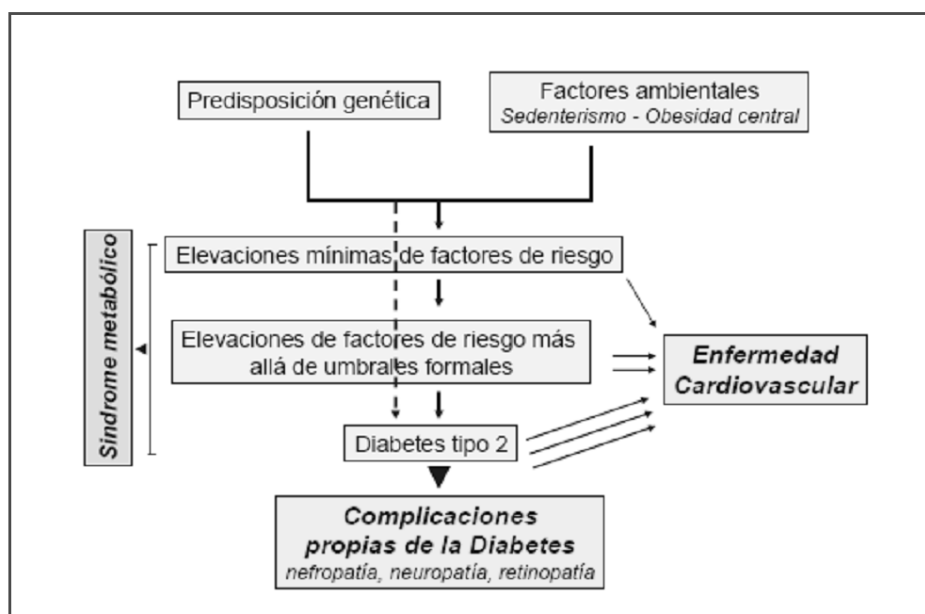 Predisposición genética
Factores ambientales
Sedenterismo - Obesidad central
Elevaciones mínimas de factores de riesgo
Síndrome metabólico
Elevaciones de factores de riesgo más
allá de umbrales formales
Enfermedad
Cardiovascular
Diabetes tipo 2
Complicaciones
propias de la Diabetes
nefropatía, neuropatía, retinopatía